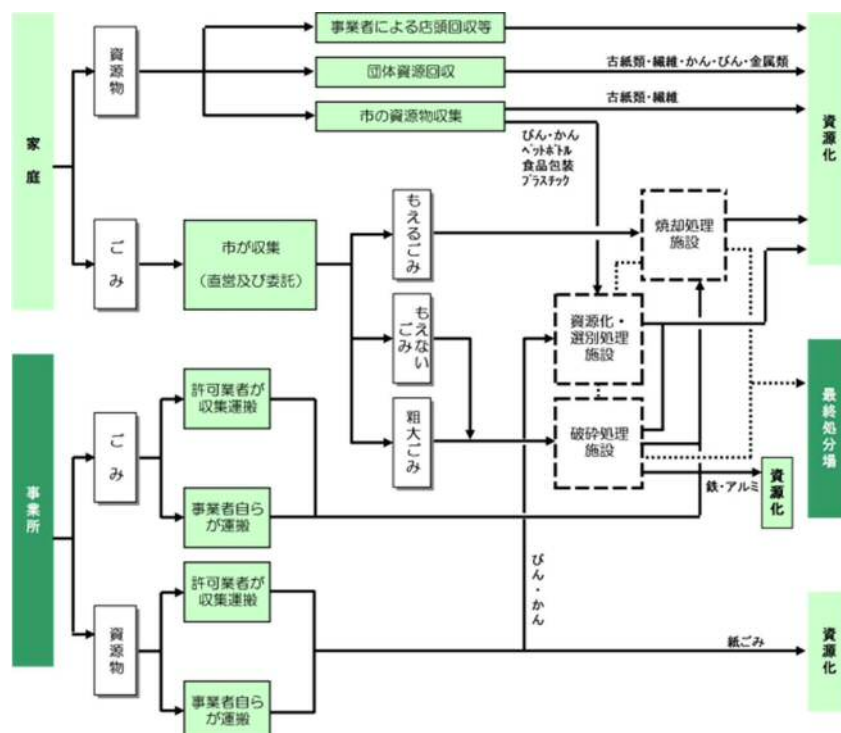 事業者による店頭回収等
資源物
団体資源回収
古紙類・繊維・かん・びん・金属類
市の資源物収集
古紙類・繊維
資源化
家庭
びん・かん
ペットボトル
食品包装
プラスチック
ごみ
市が収集
(直営及び委託)
もえるごみ
焼却処理
施設
もえない
ごみ
資源化・
選別処理
施設
粗大ごみ
破砕処理
施設
最終処分場
鉄・アルミ
資源化
事業所
ごみ
許可業者が
収集運搬
事業者自ら
が運搬
資源物
許可業者が
収集運搬
事業者自ら
が運搬
びん・かん
紙ごみ
資源化